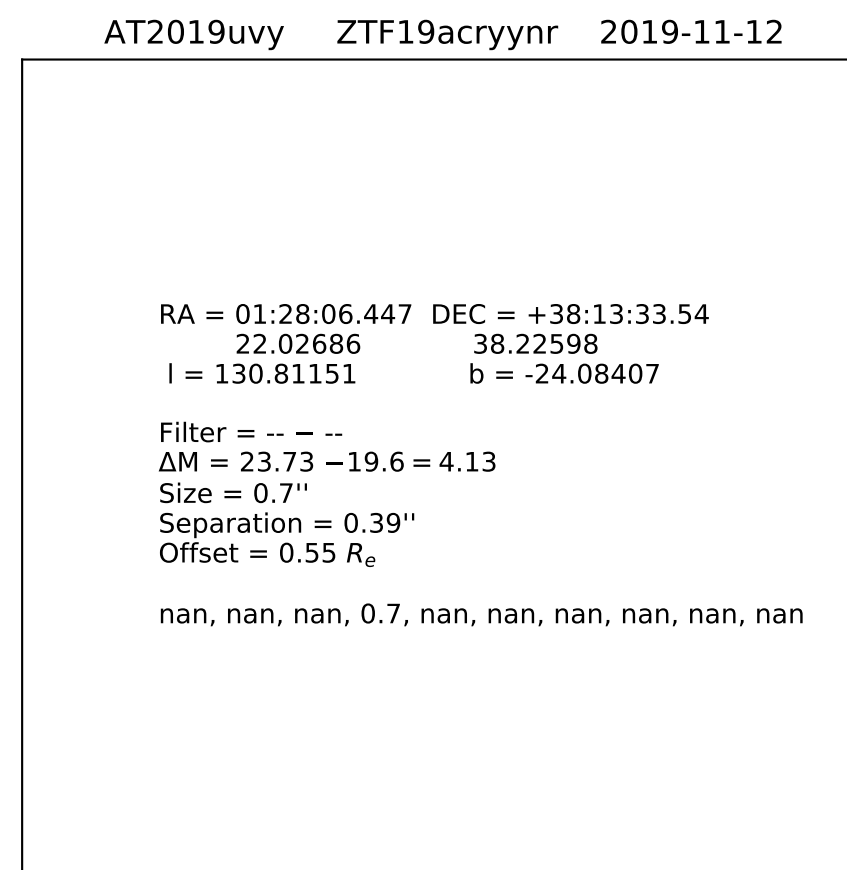 AT2019uvy ZTF19acryynr 2019-11-12
RA = 01:28:06.447 DEC = +38:13:33.54
22.02686 38.22598
l = 130.81151 b = -24.08407
Filter = -- − --
ΔM = 23.73 −19.6 = 4.13
Size = 0.7''
Separation = 0.39''
Offset = 0.55 Re
nan, nan, nan, 0.7, nan, nan, nan, nan, nan, nan